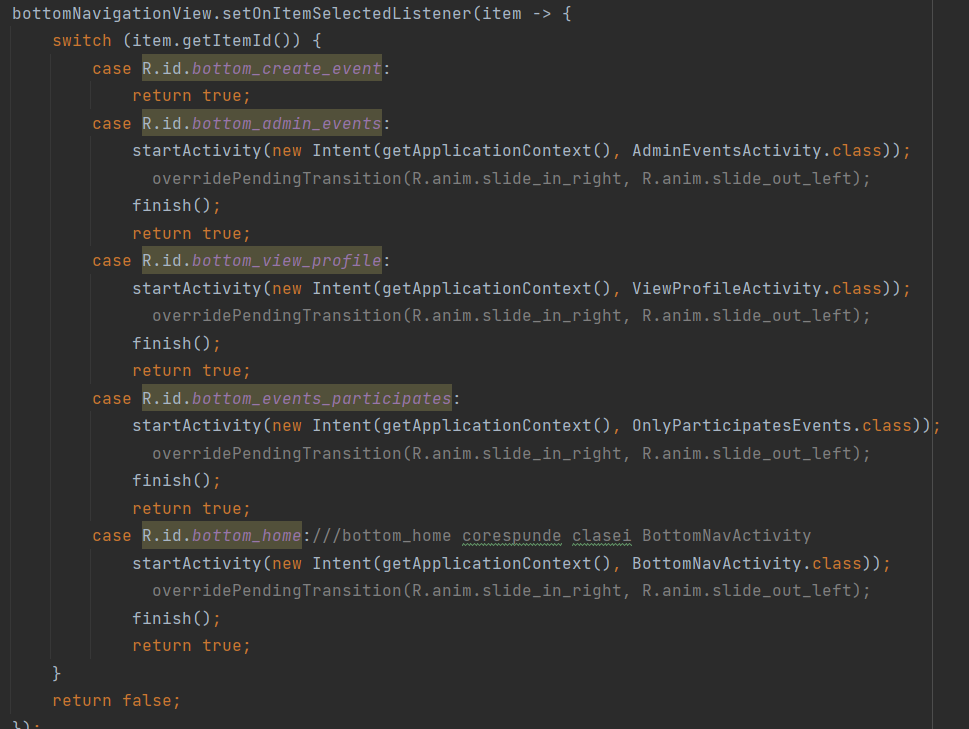 bottomNavigationView.setOnItemSelectedListener(item -> {
switch (item.getItemId()) {
case R.id.bottom_create_event:
return true;
case R.id.bottom_admin_events:
startActivity(new Intent(getApplicationContext(), AdminEventsActivity.class));
overridePendingTransition(R.anim.slide_in_right, R.anim.slide_out_left);
finish();
return true;
case R.id.bottom_view_profile:
startActivity(new Intent(getApplicationContext(), ViewProfileActivity.class));
overridePendingTransition(R.anim.slide_in_right, R.anim.slide_out_left);
finish();
return true;
case R.id.bottom_events_participates:
startActivity(new Intent(getApplicationContext(), OnlyParticipatesEvents.class));
overridePendingTransition(R.anim.slide_in_right, R.anim.slide_out_left);
finish();
return true;
case R.id.bottom_home:///bottom_home corespunde clasei BottomNavActivity
startActivity(new Intent(getApplicationContext(), BottomNavActivity.class));
overridePendingTransition(R.anim.slide_in_right, R.anim.slide_out_left);
finish();
return true;
}
return false;
});